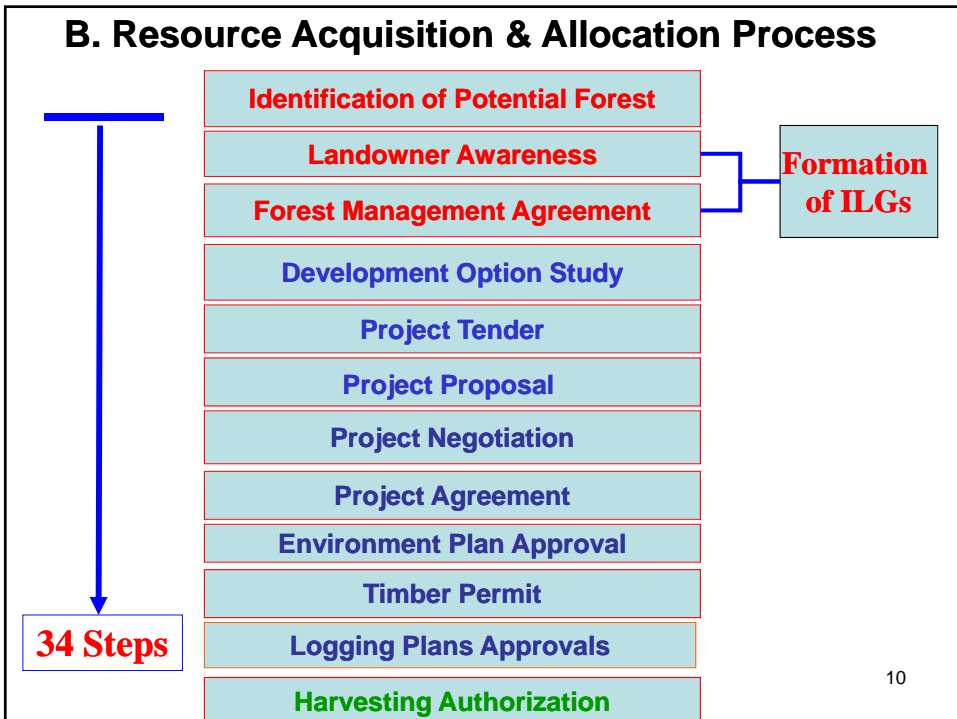 B. Resource Acquisition & Allocation Process
Identification of Potential Forest
Landowner Awareness
Forest Management Agreement
Formation
of ILGs
Development Option Study
Project Tender
Project Proposal
Project Negotiation
Project Agreement
Environment Plan Approval
Timber Permit
34 Steps
Logging Plans Approvals
Harvesting Authorization
10